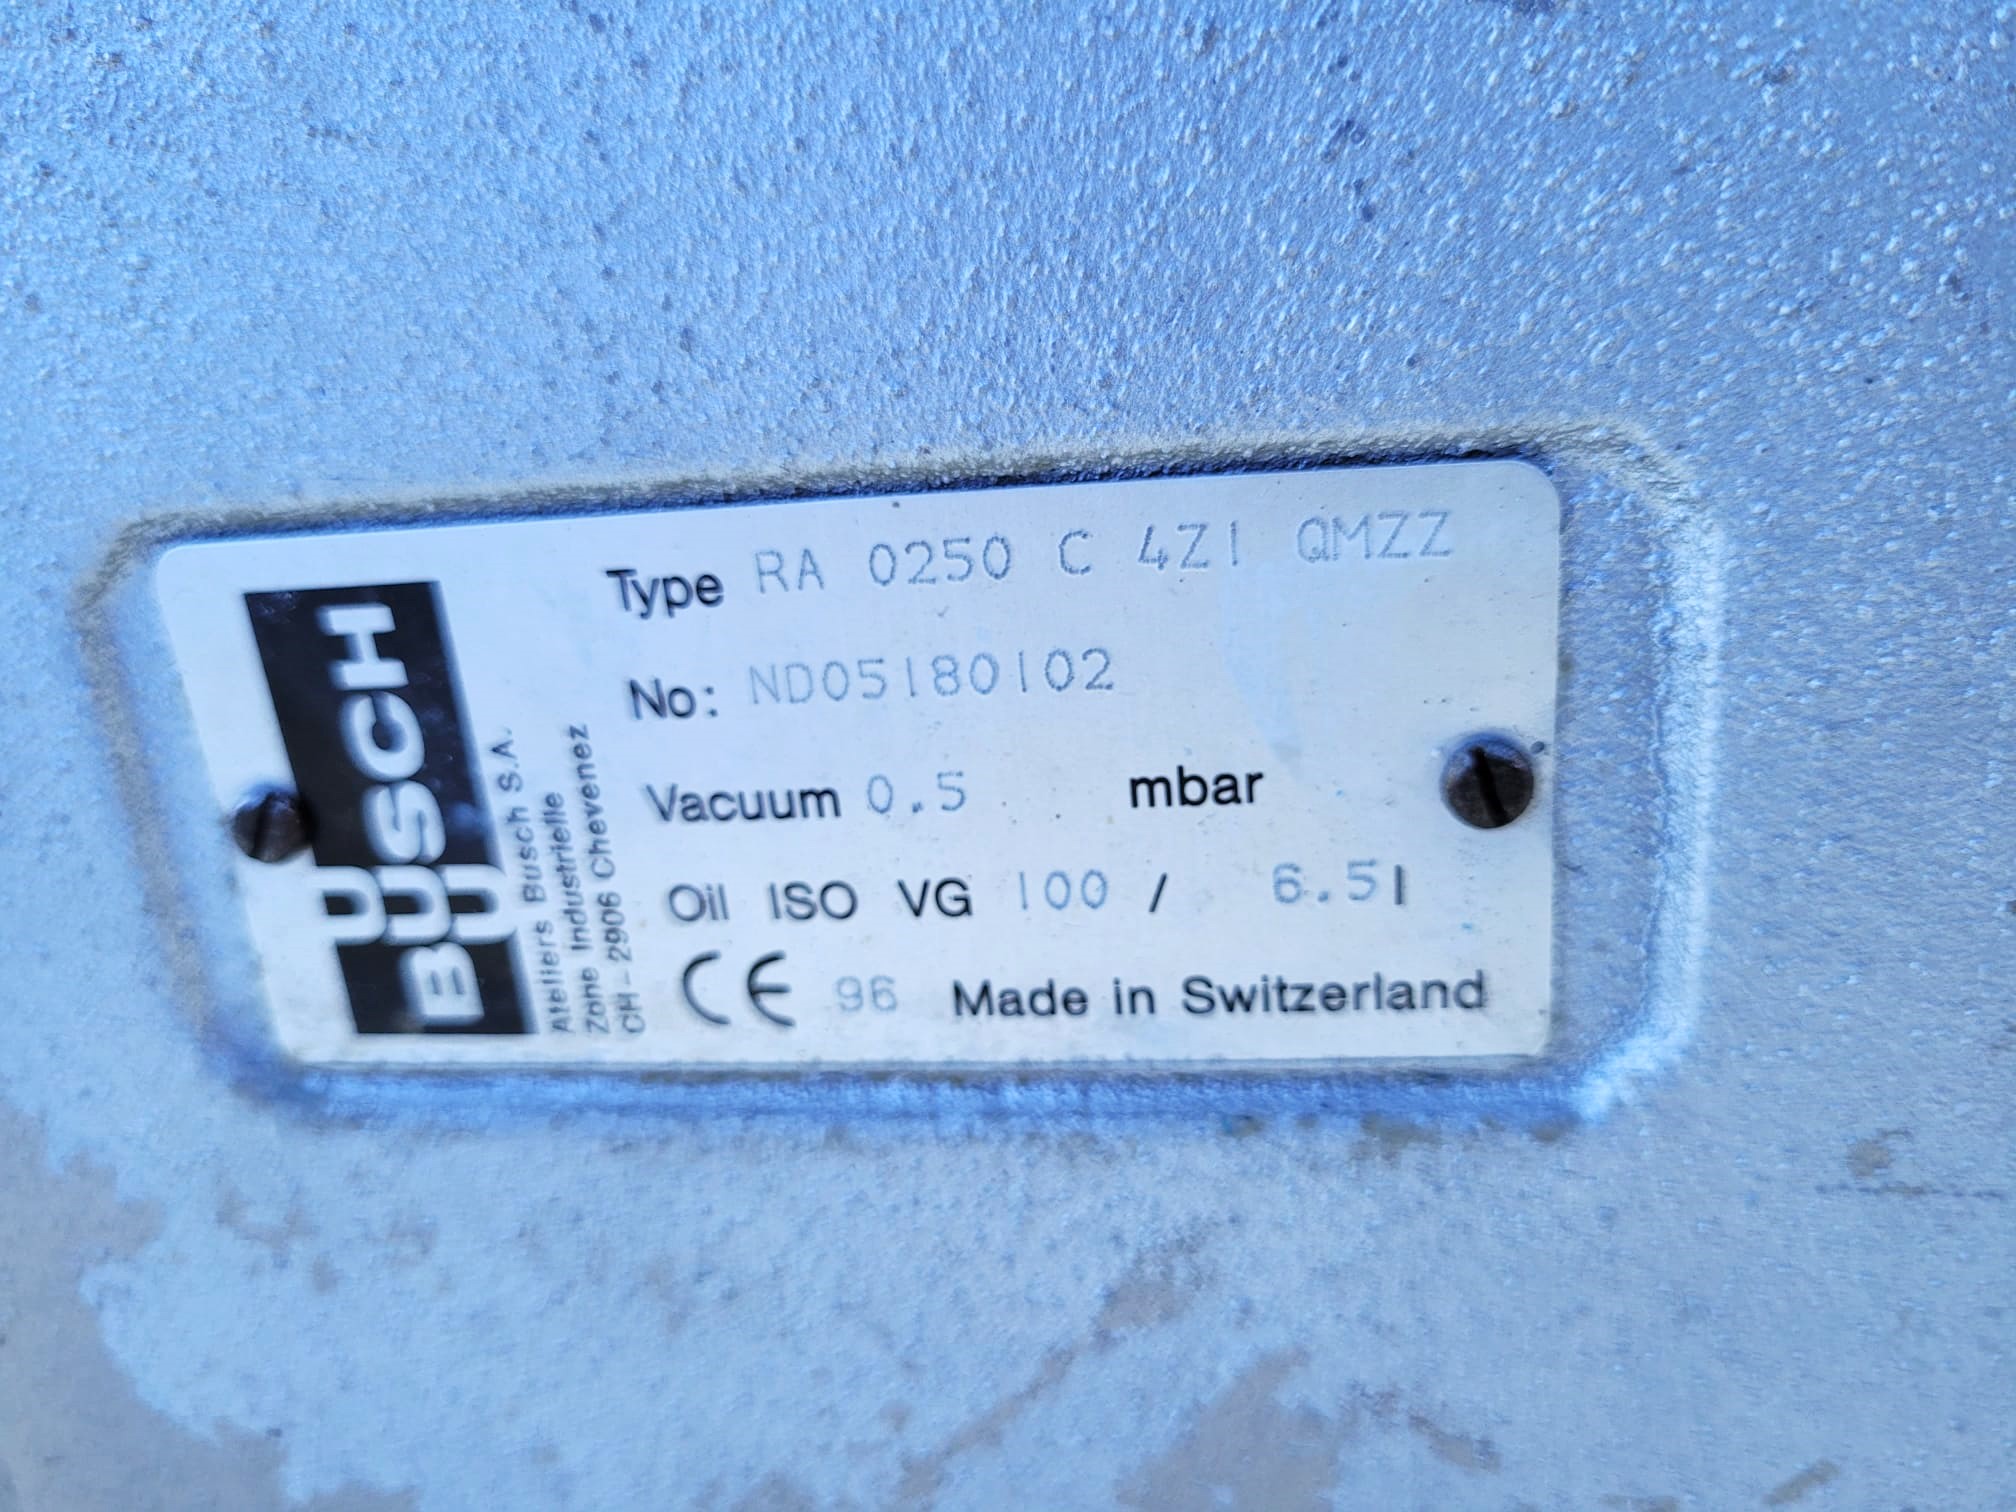 BUSCH
Ateliers Busch S.A.
Zone Industrielle
CH-2906 Chevenez
Type RA 0250 C 4Z1 QMZZ
No: ND05180102
Vacuum 0.5 mbar
Oil ISO VG 100 / 6.5 l
CE 96 Made in Switzerland